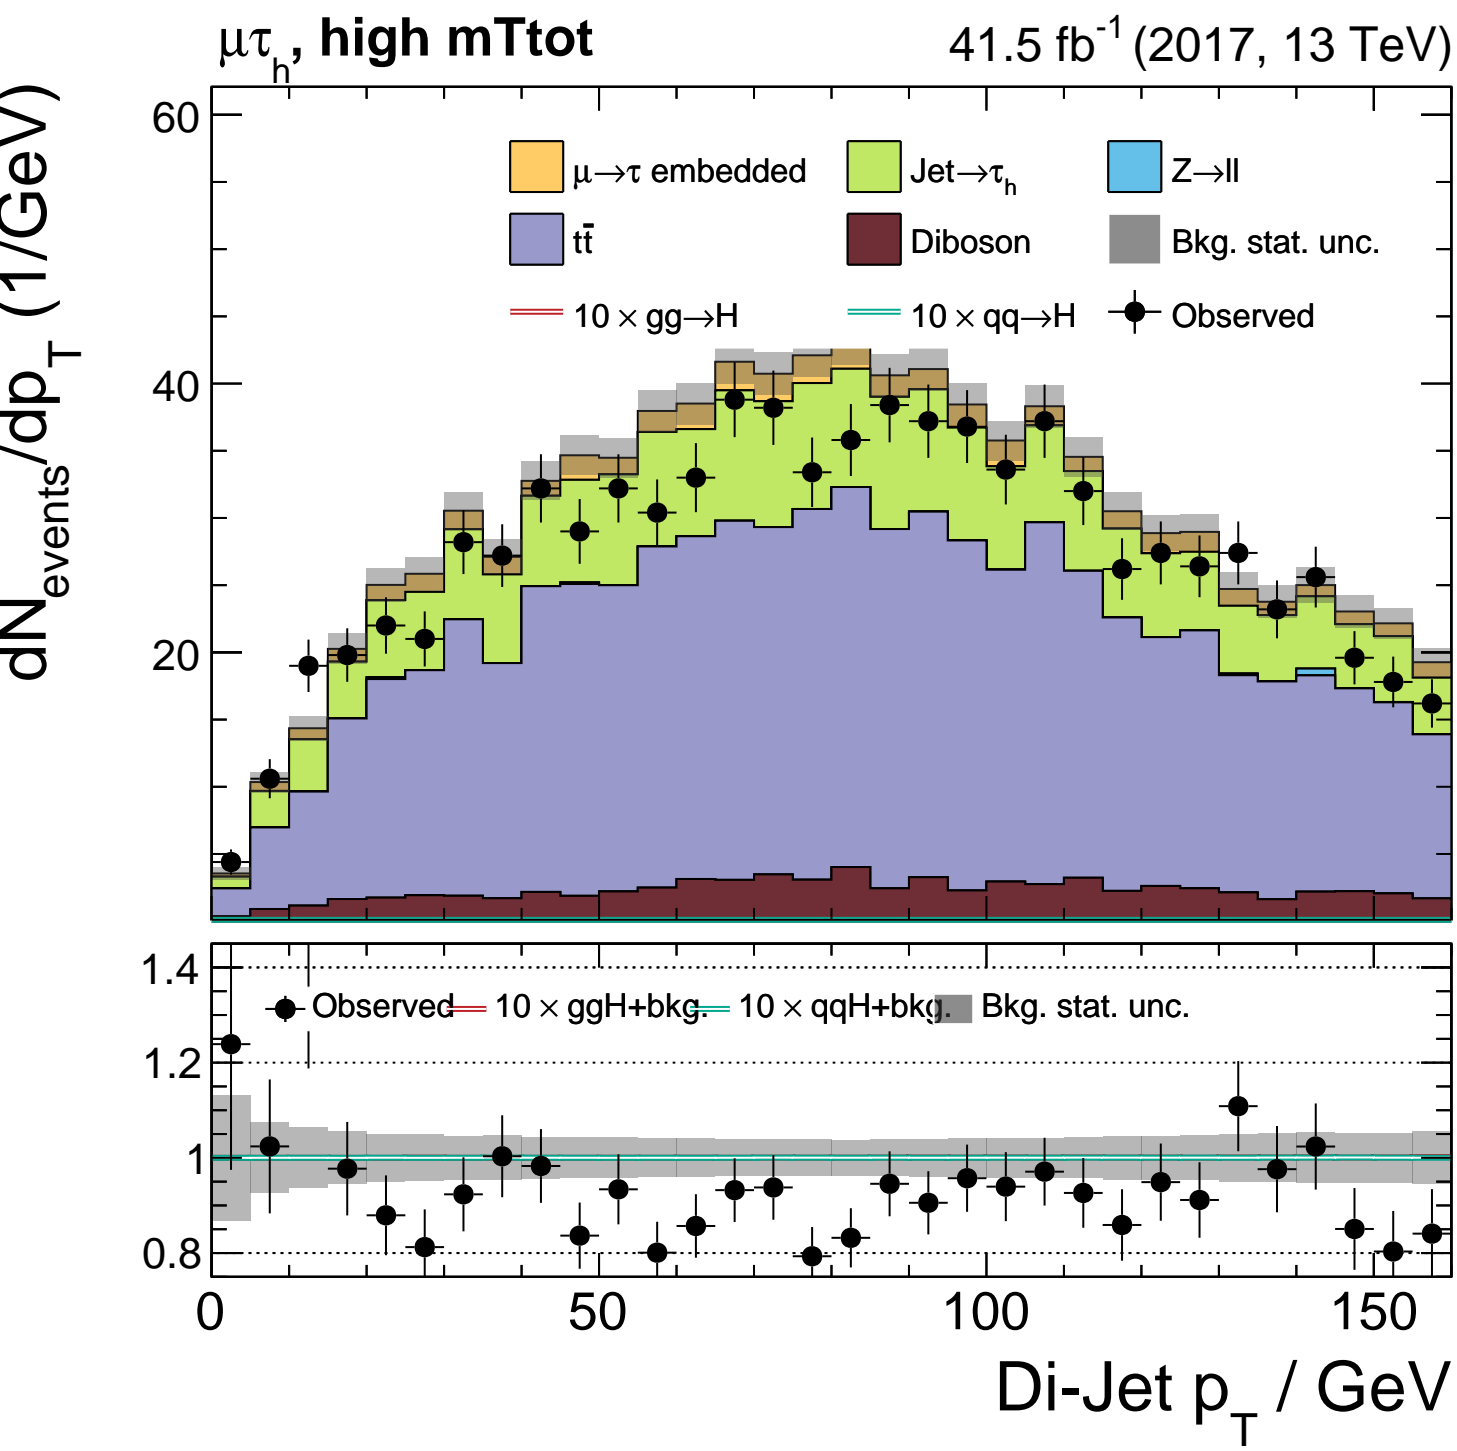 μτh, high mTtot
41.5 fb-1 (2017, 13 TeV)
dNevents/dpT (1/GeV)
60
40
20
μ→τ embedded
Jet→τh
Z→ll
tt̄
Diboson
Bkg. stat. unc.
10 × gg→H
10 × qq→H
Observed
1.4
1.2
1
0.8
Observed
10 × ggH+bkg.
10 × qqH+bkg.
Bkg. stat. unc.
0
50
100
150
Di-Jet pT / GeV